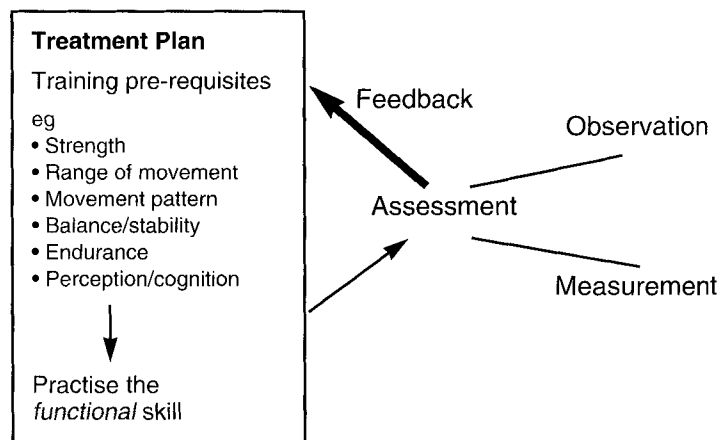 Treatment Plan
Training pre-requisites
eg
• Strength
• Range of movement
• Movement pattern
• Balance/stability
• Endurance
• Perception/cognition
Practise the
functional skill
Feedback
Assessment
Observation
Measurement